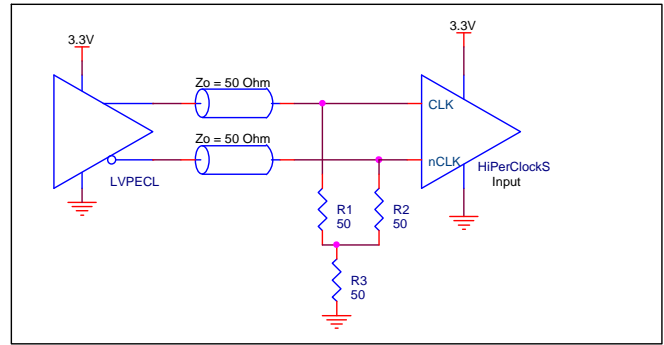 3.3V
3.3V
Zo = 50 Ohm
CLK
Zo = 50 Ohm
nCLK
LVPECL
HiPerClockS
Input
R1
50
R2
50
R3
50